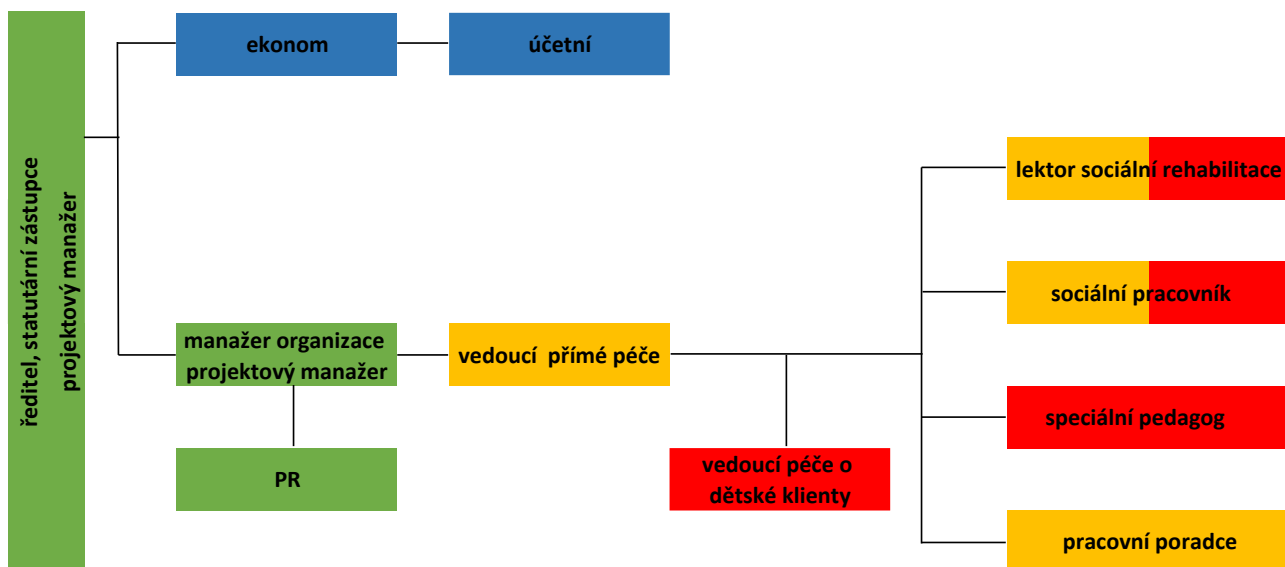 ředitel, statutární zástupce
projektový manažer
ekonom
účetní
manažer organizace
projektový manažer
PR
vedoucí přímé péče
vedoucí péče o
dětské klienty
lektor sociální rehabilitace
sociální pracovník
speciální pedagog
pracovní poradce